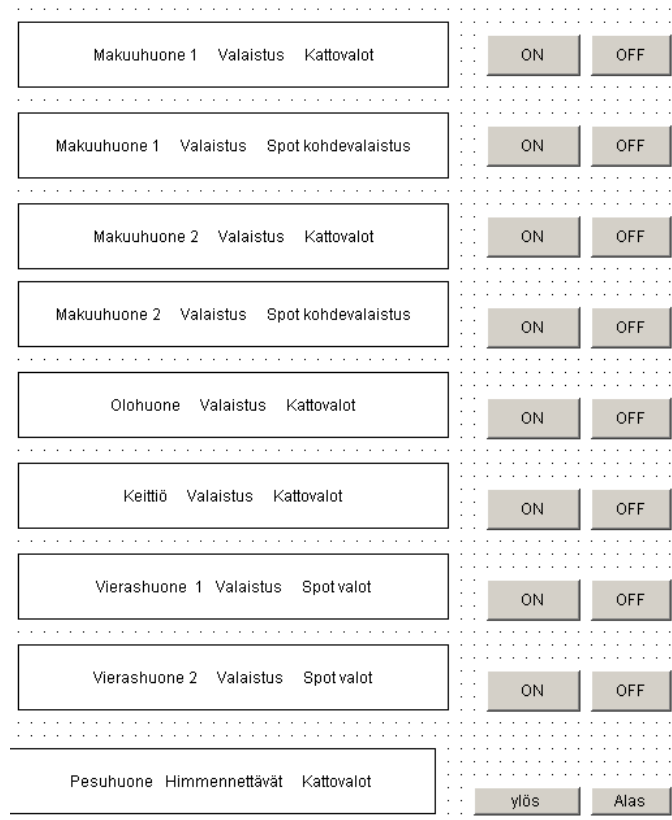 Makuuhuone 1 Valaistus Kattovalot ON OFF
Makuuhuone 1 Valaistus Spot kohdevalaistus ON OFF
Makuuhuone 2 Valaistus Kattovalot ON OFF
Makuuhuone 2 Valaistus Spot kohdevalaistus ON OFF
Olohuone Valaistus Kattovalot ON OFF
Keittiö Valaistus Kattovalot ON OFF
Vierashuone 1 Valaistus Spot valot ON OFF
Vierashuone 2 Valaistus Spot valot ON OFF
Pesuhuone Himmennettävät Kattovalot ylös Alas